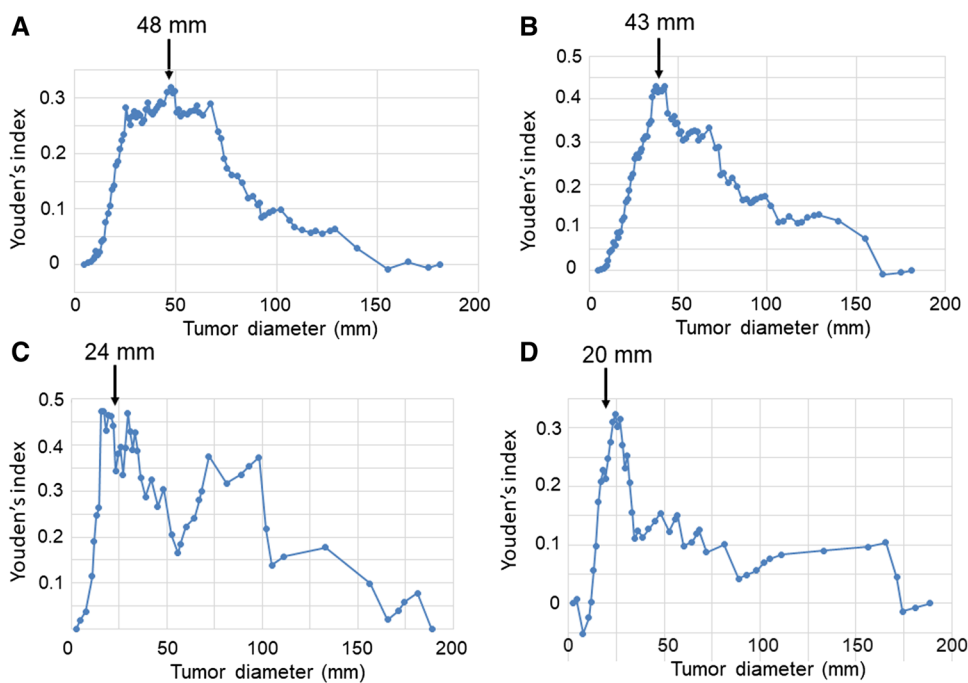 A
48 mm
Youden's index
0.3
0.2
0.1
0
0 50 100 150 200
Tumor diameter (mm)
B
43 mm
Youden's index
0.5
0.4
0.3
0.2
0.1
0
0 50 100 150 200
Tumor diameter (mm)
C
24 mm
Youden's index
0.5
0.4
0.3
0.2
0.1
0 50 100 150 200
Tumor diameter (mm)
D
20 mm
Youden's index
0.3
0.2
0.1
0
0 50 100 150 200
Tumor diameter (mm)